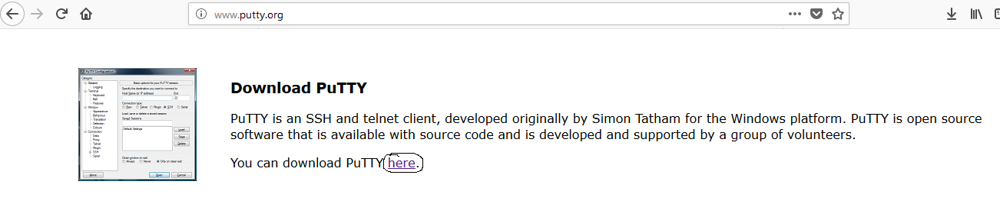 www.putty.org
PuTTY Configuration
Category:
Session
Logging
Terminal
Keyboard
Bell
Features
Window
Appearance
Behaviour
Translation
Selection
Colours
Connection
Data
Proxy
Telnet
Rlogin
SSH
Serial
Basic options for your PuTTY session
Specify the destination you want to connect to
Host Name (or IP address) Port
22
Connection type:
Raw Telnet Rlogin SSH Serial
Load, save or delete a stored session
Saved Sessions
Default Settings
Load
Save
Delete
Close window on exit:
Always Never Only on clean exit
About Open Cancel
Download PuTTY
PuTTY is an SSH and telnet client, developed originally by Simon Tatham for the Windows platform. PuTTY is open source
software that is available with source code and is developed and supported by a group of volunteers.
You can download PuTTY here.